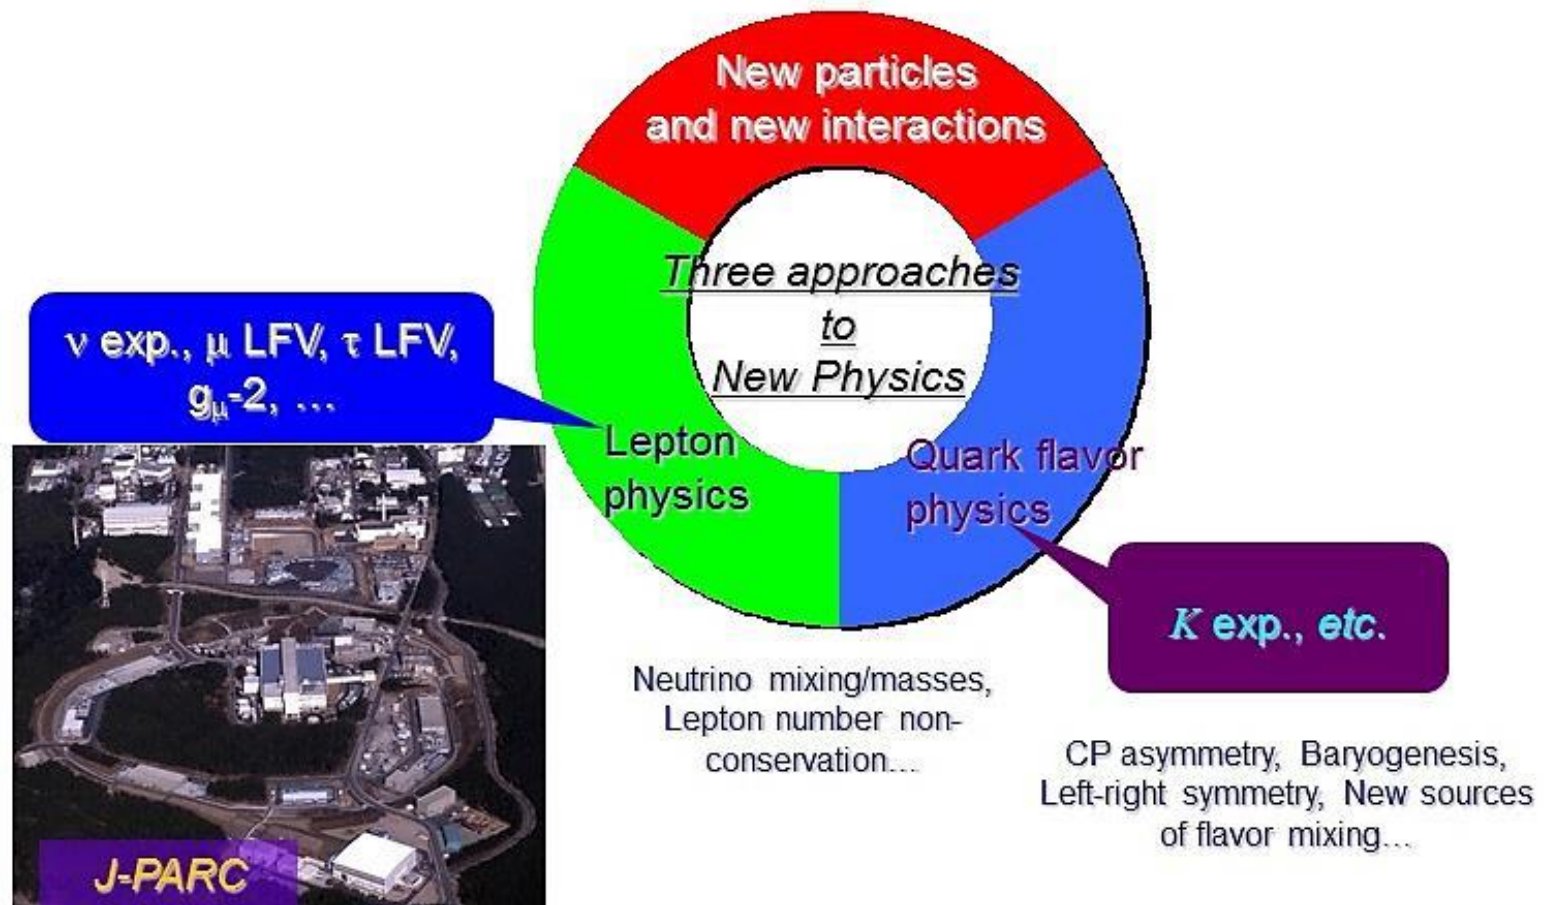 New particles
and new interactions
Three approaches
to
New Physics
ν exp., μ LFV, τ LFV,
gμ-2, …
Lepton
physics
Quark flavor
physics
K exp., etc.
Neutrino mixing/masses,
Lepton number non-
conservation…
CP asymmetry, Baryogenesis,
Left-right symmetry, New sources
of flavor mixing…
J-PARC